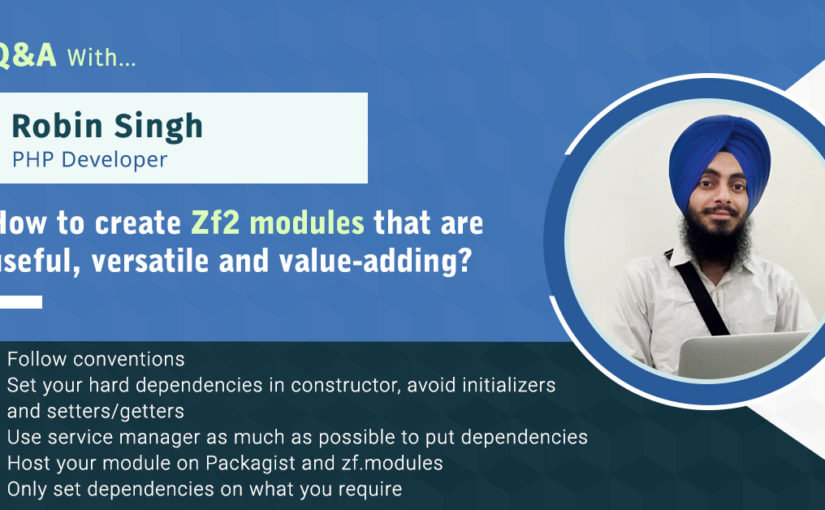 Q&A With...
Robin Singh
PHP Developer
How to create Zf2 modules that are
useful, versatile and value-adding?
Follow conventions
Set your hard dependencies in constructor, avoid initializers
and setters/getters
Use service manager as much as possible to put dependencies
Host your module on Packagist and zf.modules
Only set dependencies on what you require